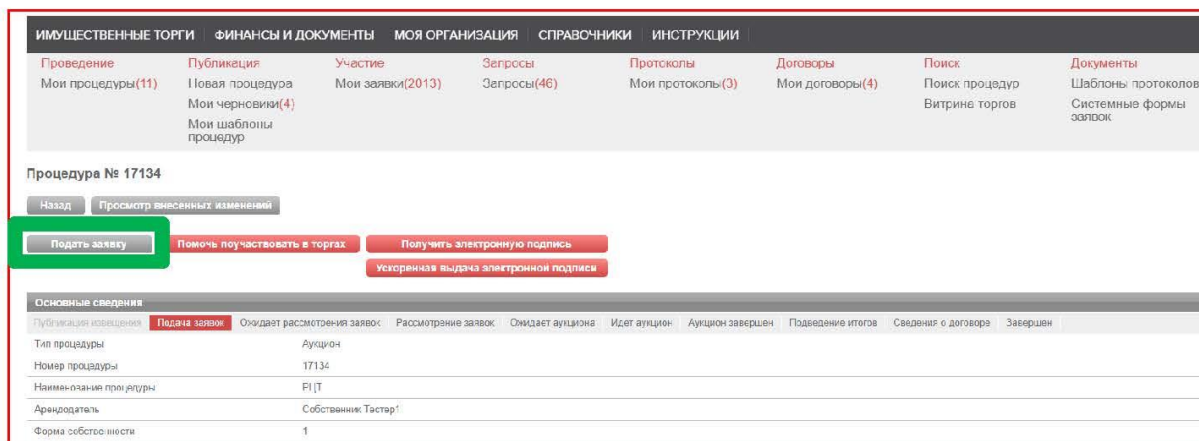 ИМУЩЕСТВЕННЫЕ ТОРГИ ФИНАНСЫ И ДОКУМЕНТЫ МОЯ ОРГАНИЗАЦИЯ СПРАВОЧНИКИ ИНСТРУКЦИИ
Проведение Публикация Участие Запросы Протоколы Договоры Поиск Документы
Мои процедуры(11) Новая процедура Мои заявки(2013) Запросы(46) Мои протоколы(3) Мои договоры(4) Поиск процедур Шаблоны протоколов
Мои черновики(4) Витрина торгов Системные формы
Мои шаблоны заявок
процедур
Процедура № 17134
Назад Просмотр внесенных изменений
Подать заявку Помочь поучаствовать в торгах Получить электронную подпись
Ускоренная выдача электронной подписи
Основные сведения
Публикация извещения Подача заявок Ожидает рассмотрения заявок Рассмотрение заявок Ожидает аукциона Идет аукцион Аукцион завершен Подведение итогов Сведения о договоре Завершен
Тип процедуры Аукцион
Номер процедуры 17134
Наименование процедуры
Арендодатель Собственник Тестер1
Форма собственности 1